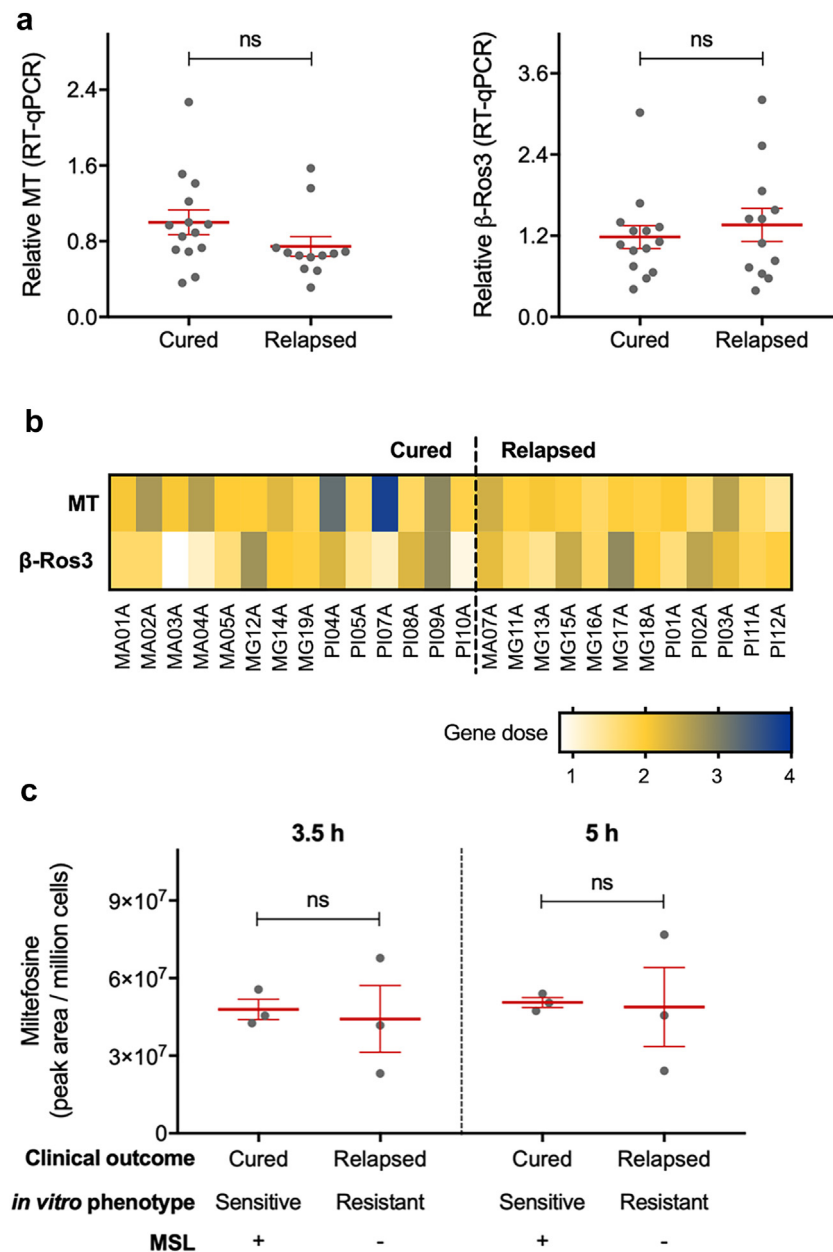 a
ns
Relative MT (RT-qPCR)
2.4
1.6
0.8
0.0
Cured Relapsed
ns
Relative β-Ros3 (RT-qPCR)
3.6
2.4
1.2
0.0
Cured Relapsed
b
Cured Relapsed
MT
β-Ros3
MA01A MA02A MA03A MA04A MA05A MG12A MG14A MG19A PI04A PI05A PI07A PI08A PI09A PI10A MA07A MG11A MG13A MG15A MG16A MG17A MG18A PI01A PI02A PI03A PI11A PI12A
Gene dose
1 2 3 4
c
3.5 h 5 h
Miltefosine
(peak area / million cells)
9×10⁷
6×10⁷
3×10⁷
0
ns ns
Clinical outcome Cured Relapsed Cured Relapsed
in vitro phenotype Sensitive Resistant Sensitive Resistant
MSL + - + -